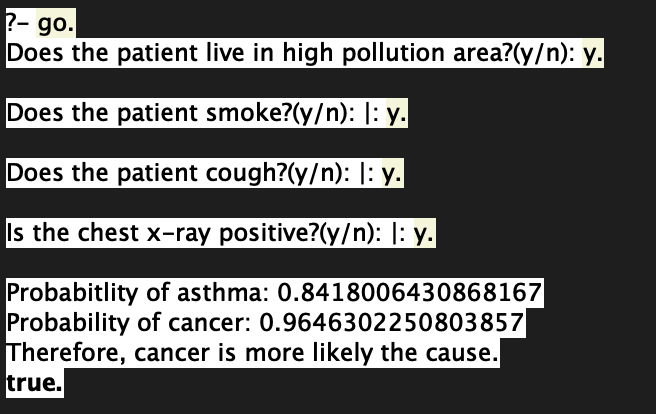 ?- go.
Does the patient live in high pollution area?(y/n): y.
Does the patient smoke?(y/n): |: y.
Does the patient cough?(y/n): |: y.
Is the chest x-ray positive?(y/n): |: y.
Probabitlity of asthma: 0.8418006430868167
Probability of cancer: 0.9646302250803857
Therefore, cancer is more likely the cause.
true.